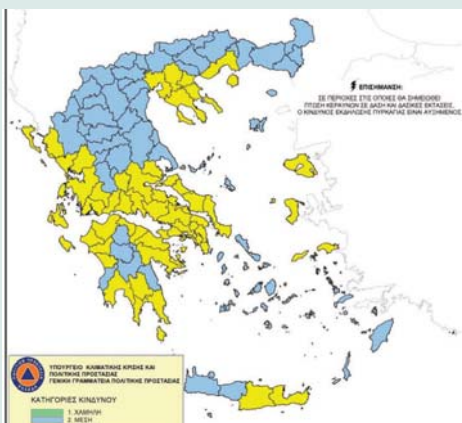 ΕΠΙΣΗΜΑΝΣΗ:
ΣΕ ΠΕΡΙΟΧΕΣ ΣΤΙΣ ΟΠΟΙΕΣ ΘΑ ΣΗΜΕΙΩΘΕΙ
ΠΤΩΣΗ ΚΕΡΑΥΝΩΝ ΣΕ ΔΑΣΗ ΚΑΙ ΔΑΣΙΚΕΣ ΕΚΤΑΣΕΙΣ,
Ο ΚΙΝΔΥΝΟΣ ΕΚΔΗΛΩΣΗΣ ΠΥΡΚΑΓΙΑΣ ΕΙΝΑΙ ΑΥΞΗΜΕΝΟΣ.
ΥΠΟΥΡΓΕΙΟ ΚΛΙΜΑΤΙΚΗΣ ΚΡΙΣΗΣ ΚΑΙ
ΠΟΛΙΤΙΚΗΣ ΠΡΟΣΤΑΣΙΑΣ
ΓΕΝΙΚΗ ΓΡΑΜΜΑΤΕΙΑ ΠΟΛΙΤΙΚΗΣ ΠΡΟΣΤΑΣΙΑΣ
ΚΑΤΗΓΟΡΙΕΣ ΚΙΝΔΥΝΟΥ
1. ΧΑΜΗΛΗ
2. ΜΕΣΗ